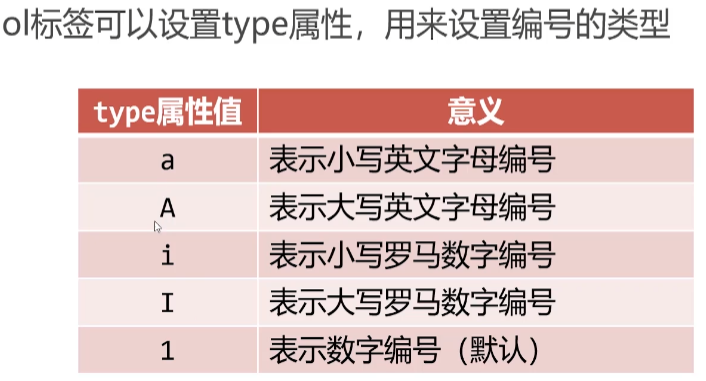 ol标签可以设置type属性，用来设置编号的类型
type属性值 意义
a 表示小写英文字母编号
A 表示大写英文字母编号
i 表示小写罗马数字编号
I 表示大写罗马数字编号
1 表示数字编号（默认）